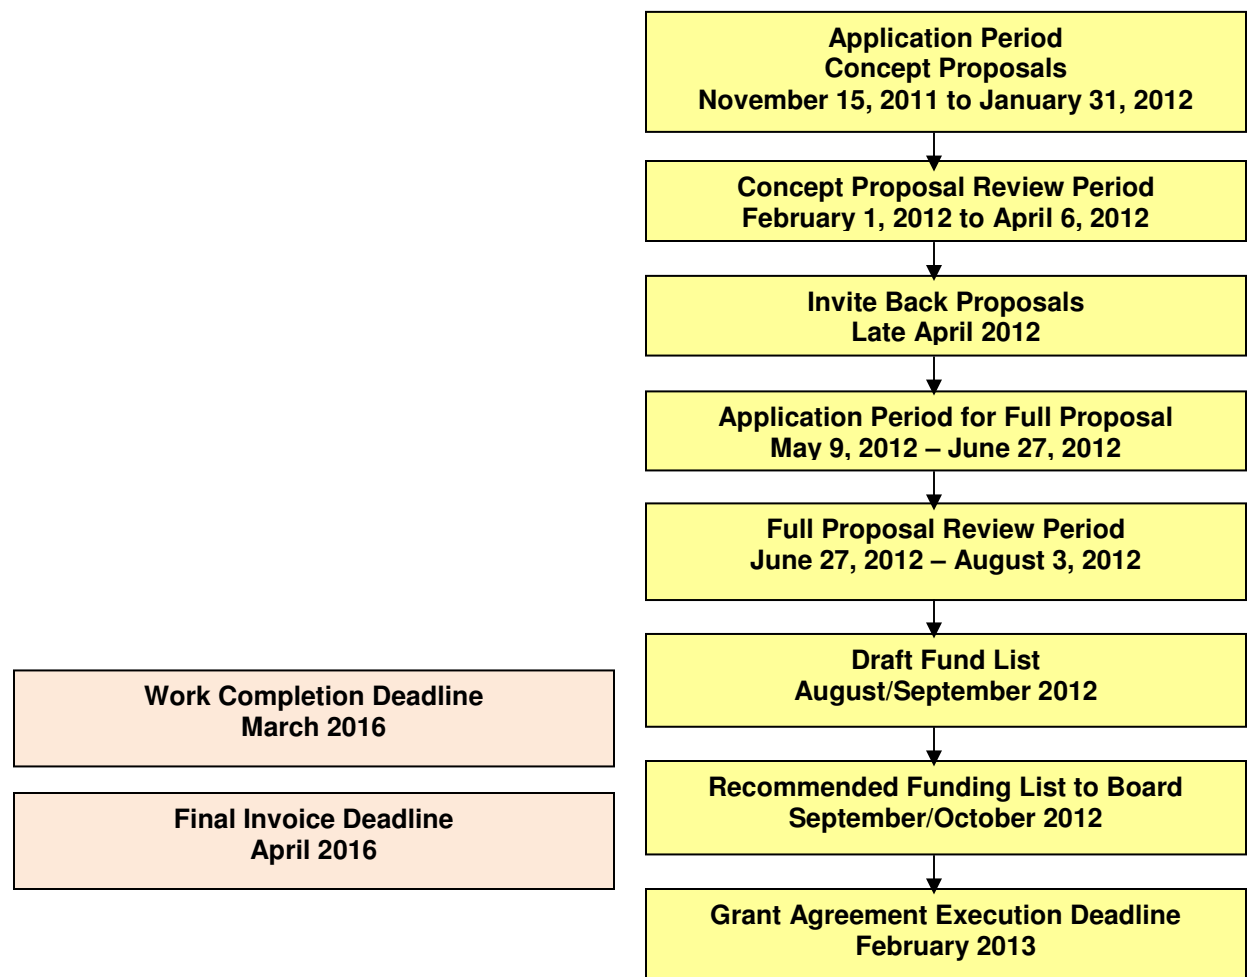 Application Period
Concept Proposals
November 15, 2011 to January 31, 2012
Concept Proposal Review Period
February 1, 2012 to April 6, 2012
Invite Back Proposals
Late April 2012
Application Period for Full Proposal
May 9, 2012 – June 27, 2012
Full Proposal Review Period
June 27, 2012 – August 3, 2012
Draft Fund List
August/September 2012
Recommended Funding List to Board
September/October 2012
Grant Agreement Execution Deadline
February 2013
Work Completion Deadline
March 2016
Final Invoice Deadline
April 2016